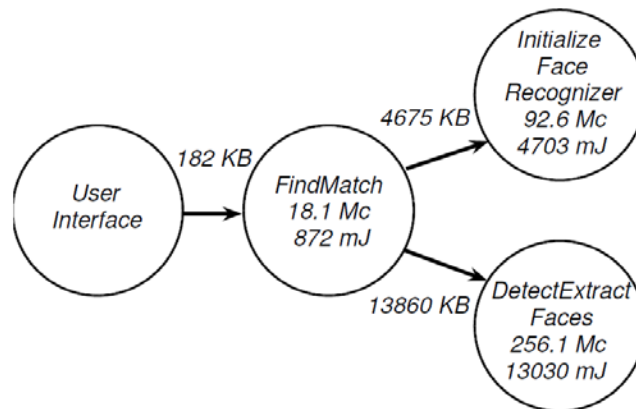 User
Interface
182 KB
FindMatch
18.1 Mc
872 mJ
4675 KB
Initialize
Face
Recognizer
92.6 Mc
4703 mJ
13860 KB
DetectExtract
Faces
256.1 Mc
13030 mJ